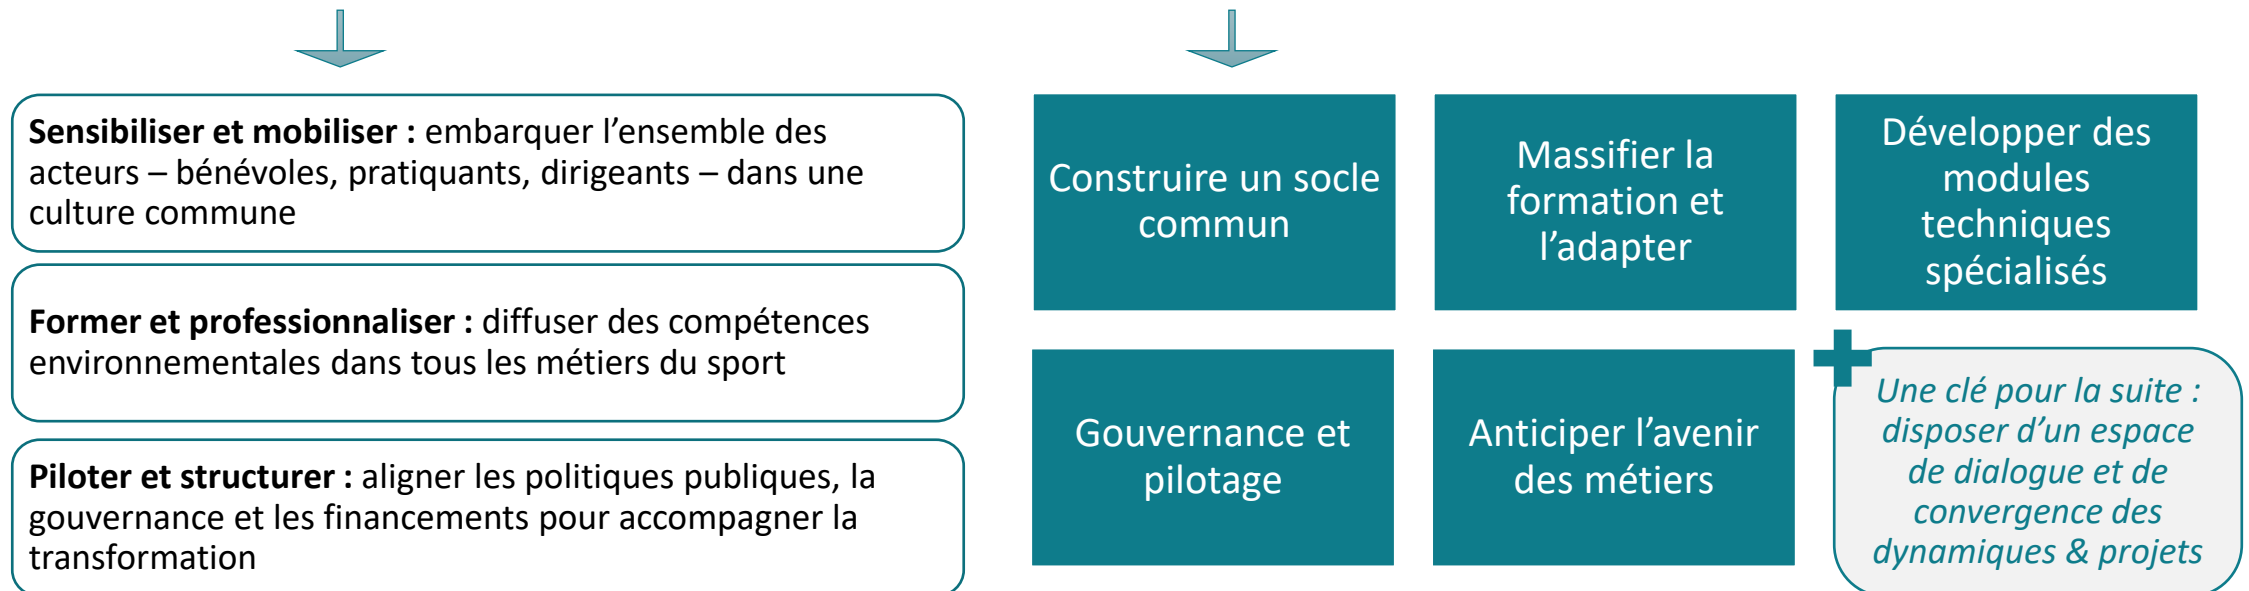 Sensibiliser et mobiliser : embarquer l’ensemble des
acteurs – bénévoles, pratiquants, dirigeants – dans une
culture commune
Former et professionnaliser : diffuser des compétences
environnementales dans tous les métiers du sport
Piloter et structurer : aligner les politiques publiques, la
gouvernance et les financements pour accompagner la
transformation
Construire un socle
commun
Massifier la
formation et
l’adapter
Développer des
modules
techniques
spécialisés
Gouvernance et
pilotage
Anticiper l’avenir
des métiers
Une clé pour la suite :
disposer d’un espace
de dialogue et de
convergence des
dynamiques & projets